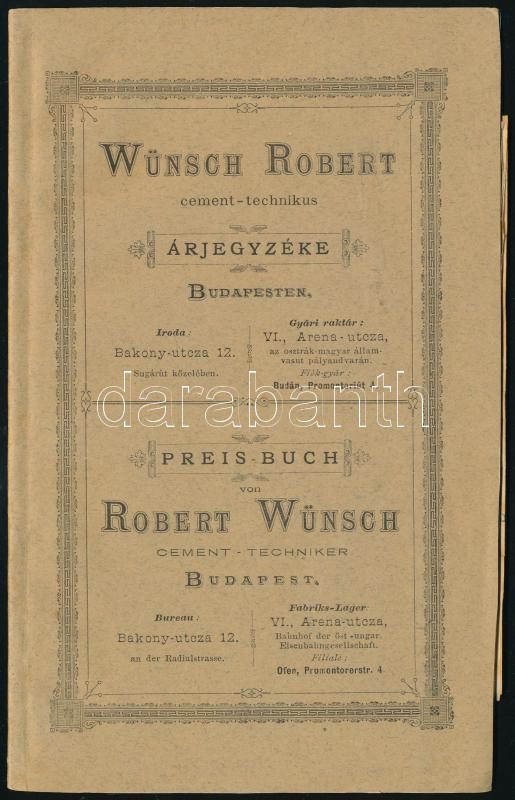 WÜNSCH ROBERT
cement-technikus
ÁRJEGYZÉKE
BUDAPESTEN.
Iroda:
Bakony-utcza 12.
Sugárút közelében.
Gyári raktár:
VI., Arena-utcza,
az osztrák-magyar állam-
vasut pályaudvarán.
Fiók-gyár:
Budán, Promontoriút 4.
darabanth
PREIS-BUCH
von
ROBERT WÜNSCH
CEMENT-TECHNIKER
BUDAPEST.
Bureau:
Bakony-utcza 12.
an der Radialstrasse.
Fabriks-Lager:
VI., Arena-utcza,
Bahnhof der öst-ungar.
Eisenbahngesellschaft.
Filiale:
Ofen, Promontorerstr. 4.